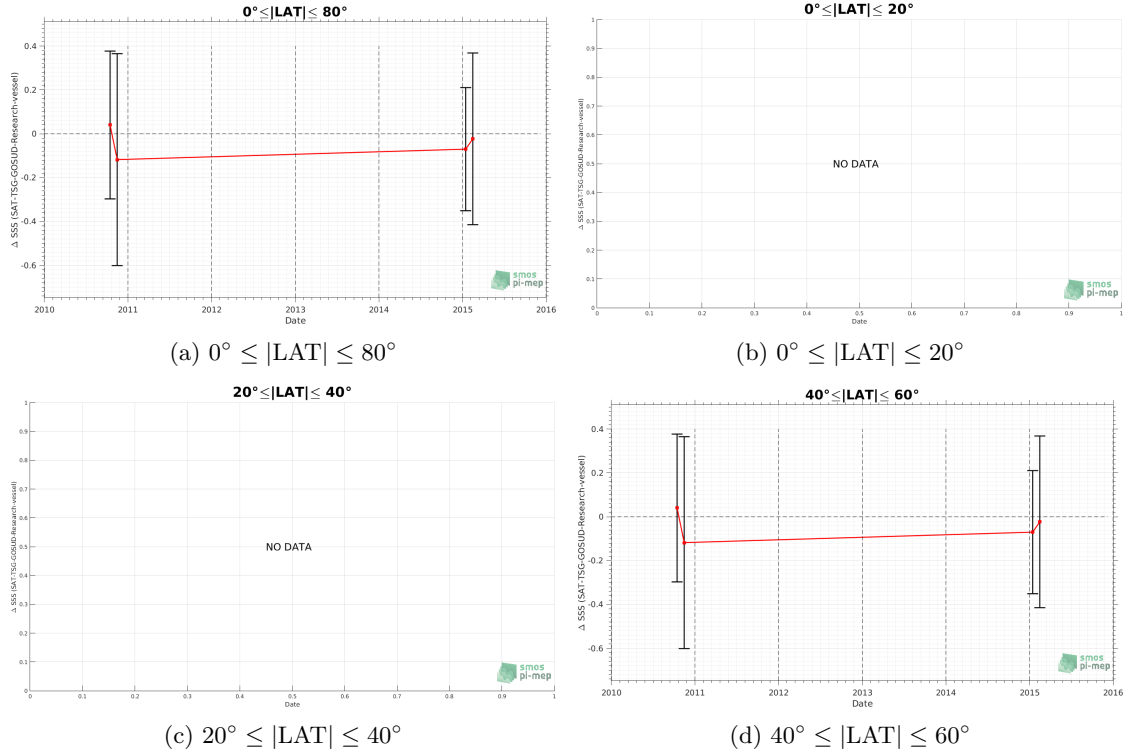 0°≤|LAT|≤ 80°
Δ SSS (SAT-TSG-GOSUD-Research-vessel)
0.4
0.2
0
-0.2
-0.4
-0.6
2010 2011 2012 2013 2014 2015 2016
Date
smos
pi-mep
(a) 0° ≤ |LAT| ≤ 80°
0°≤|LAT|≤ 20°
Δ SSS (SAT-TSG-GOSUD-Research-vessel)
1
0.9
0.8
0.7
0.6
0.5
0.4
0.3
0.2
0.1
0
NO DATA
0 0.1 0.2 0.3 0.4 0.5 0.6 0.7 0.8 0.9 1
Date
smos
pi-mep
(b) 0° ≤ |LAT| ≤ 20°
20°≤|LAT|≤ 40°
Δ SSS (SAT-TSG-GOSUD-Research-vessel)
1
0.9
0.8
0.7
0.6
0.5
0.4
0.3
0.2
0.1
0
NO DATA
0 0.1 0.2 0.3 0.4 0.5 0.6 0.7 0.8 0.9 1
Date
smos
pi-mep
(c) 20° ≤ |LAT| ≤ 40°
40°≤|LAT|≤ 60°
Δ SSS (SAT-TSG-GOSUD-Research-vessel)
0.4
0.2
0
-0.2
-0.4
-0.6
2010 2011 2012 2013 2014 2015 2016
Date
smos
pi-mep
(d) 40° ≤ |LAT| ≤ 60°